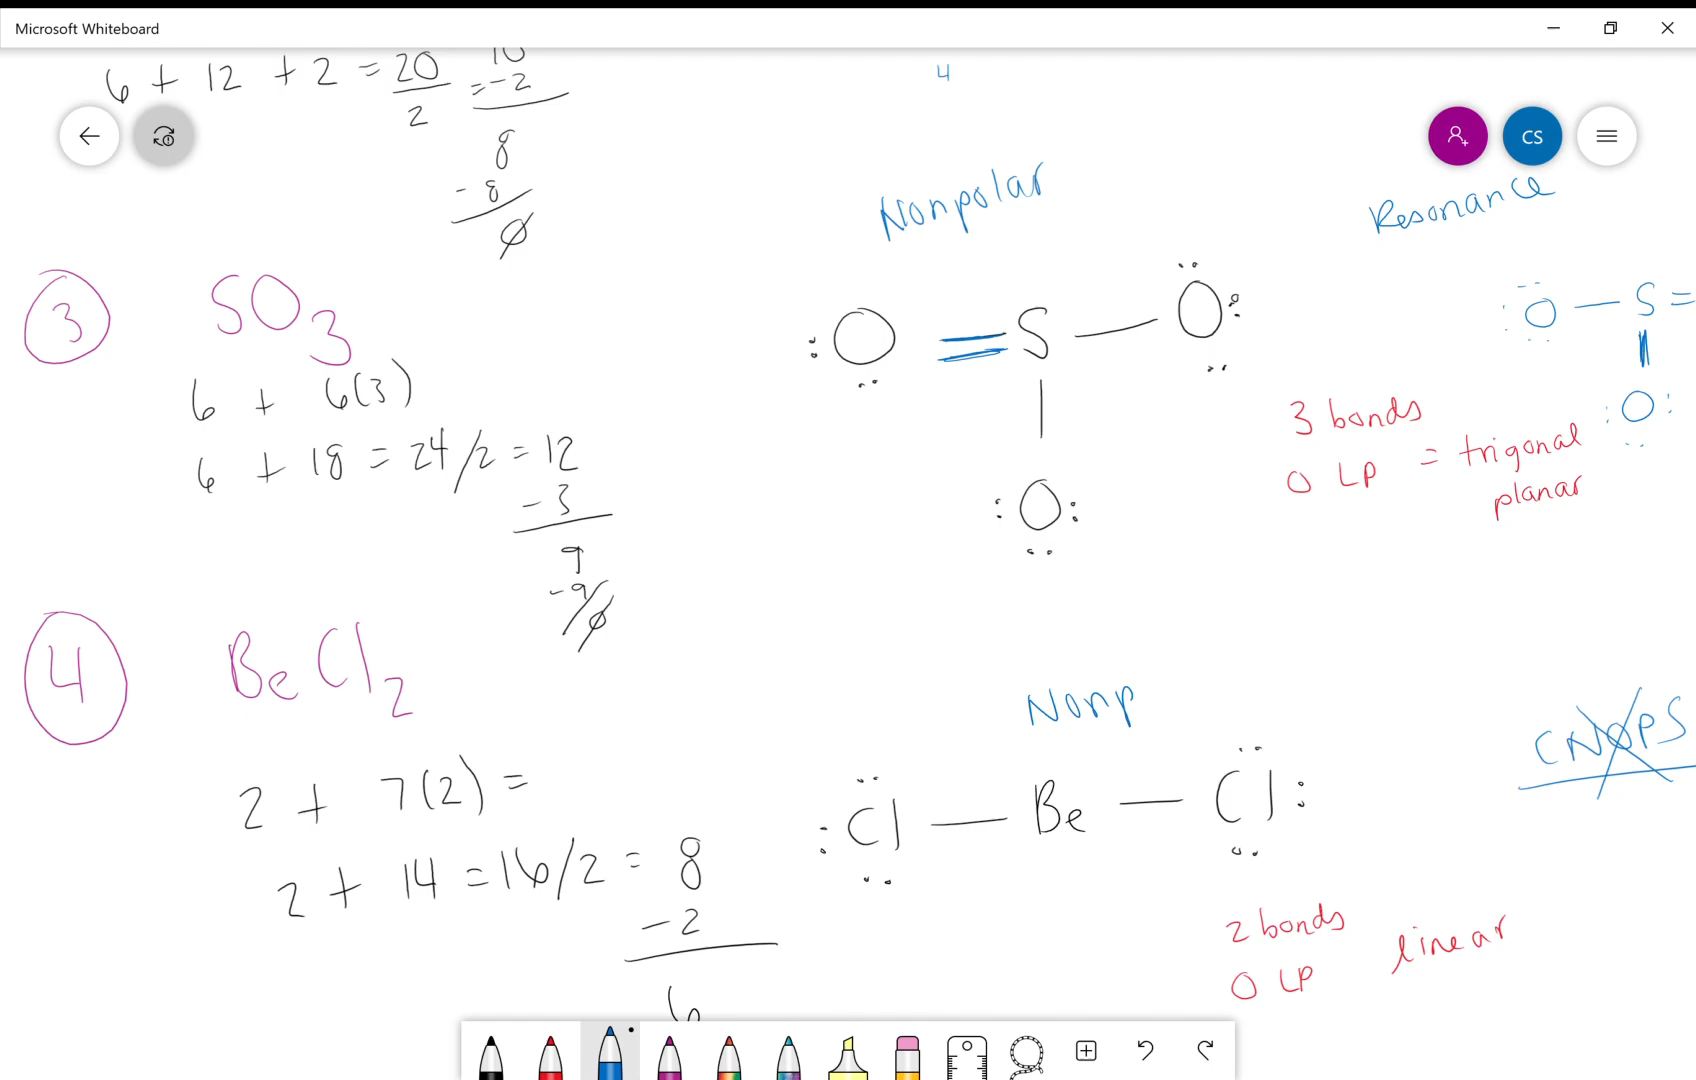 Microsoft Whiteboard
6 + 12 + 2 = 20/2 = 10
- 2
8
- 8
0
4
CS
Nonpolar
Resonance
3
SO3
6 + 6(3)
6 + 18 = 24/2 = 12
- 3
9
- 9
0
:O = S - O:
:O:
:O - S =
:O:
3 bonds
0 LP = trigonal planar
4
BeCl2
2 + 7(2) =
2 + 14 = 16/2 = 8
- 2
6
Nonp
:Cl - Be - Cl:
CNOPS
2 bonds
0 LP linear